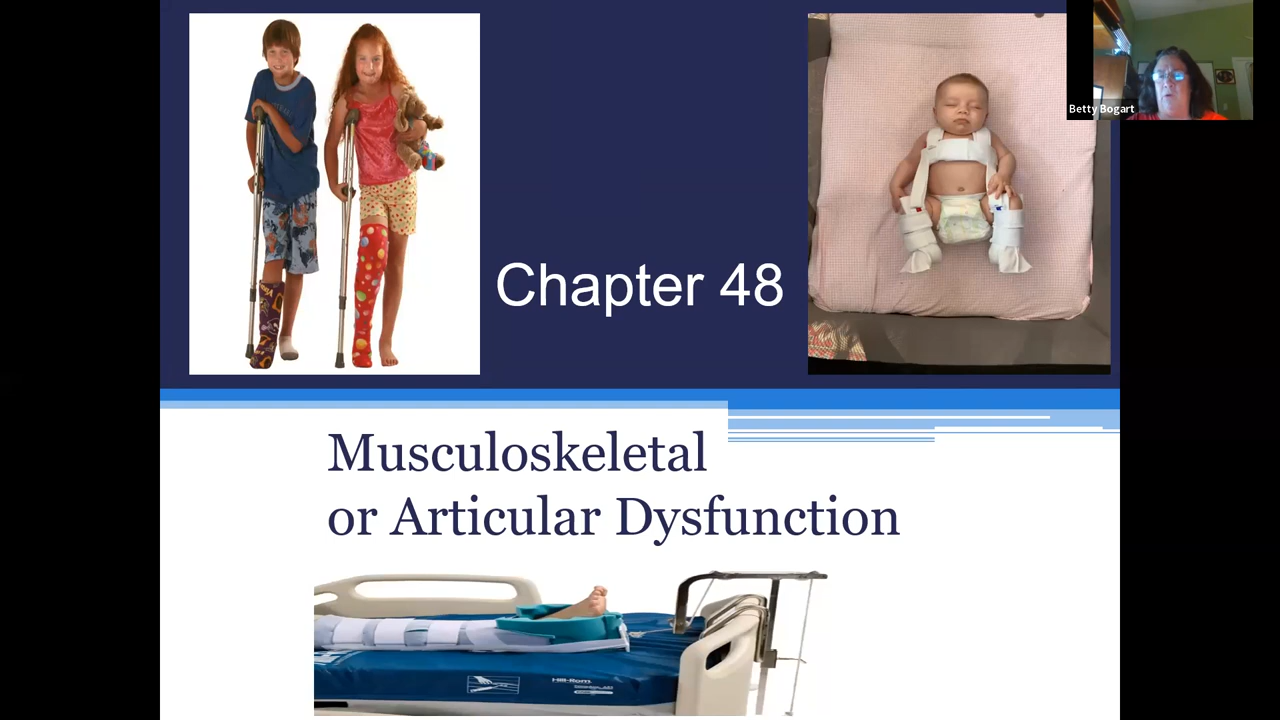 Betty Bogart
Chapter 48
Musculoskeletal
or Articular Dysfunction
Hill-Rom